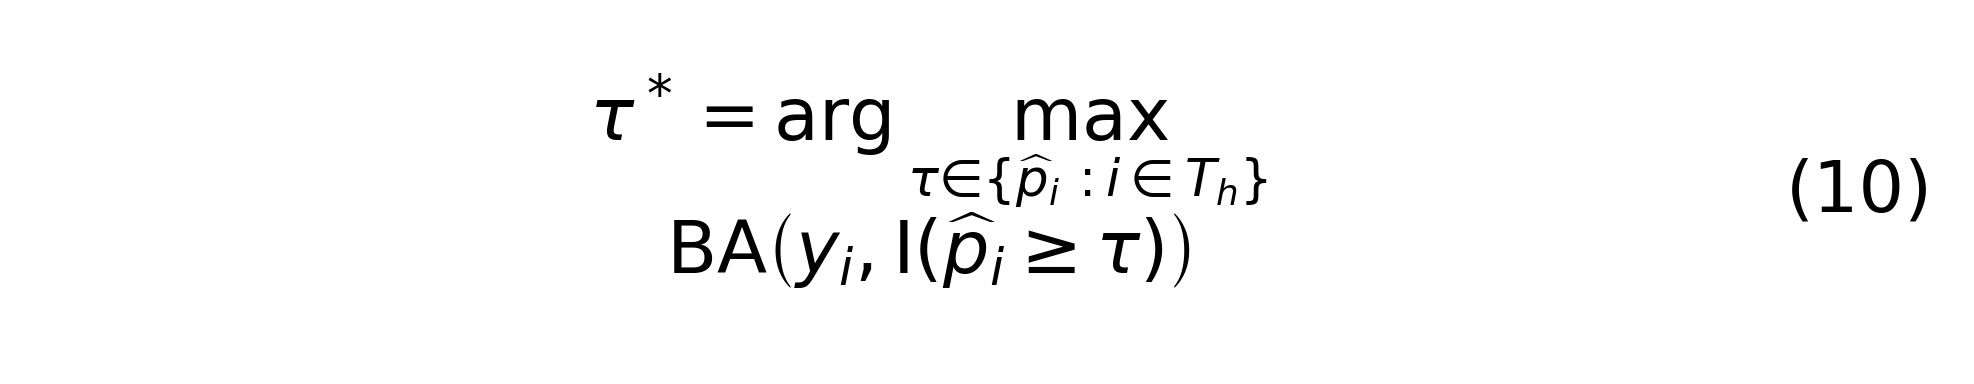 τ* = arg max
τ∈{p̂ᵢ : i ∈ Tₕ}
BA(yᵢ, I(p̂ᵢ ≥ τ))
(10)